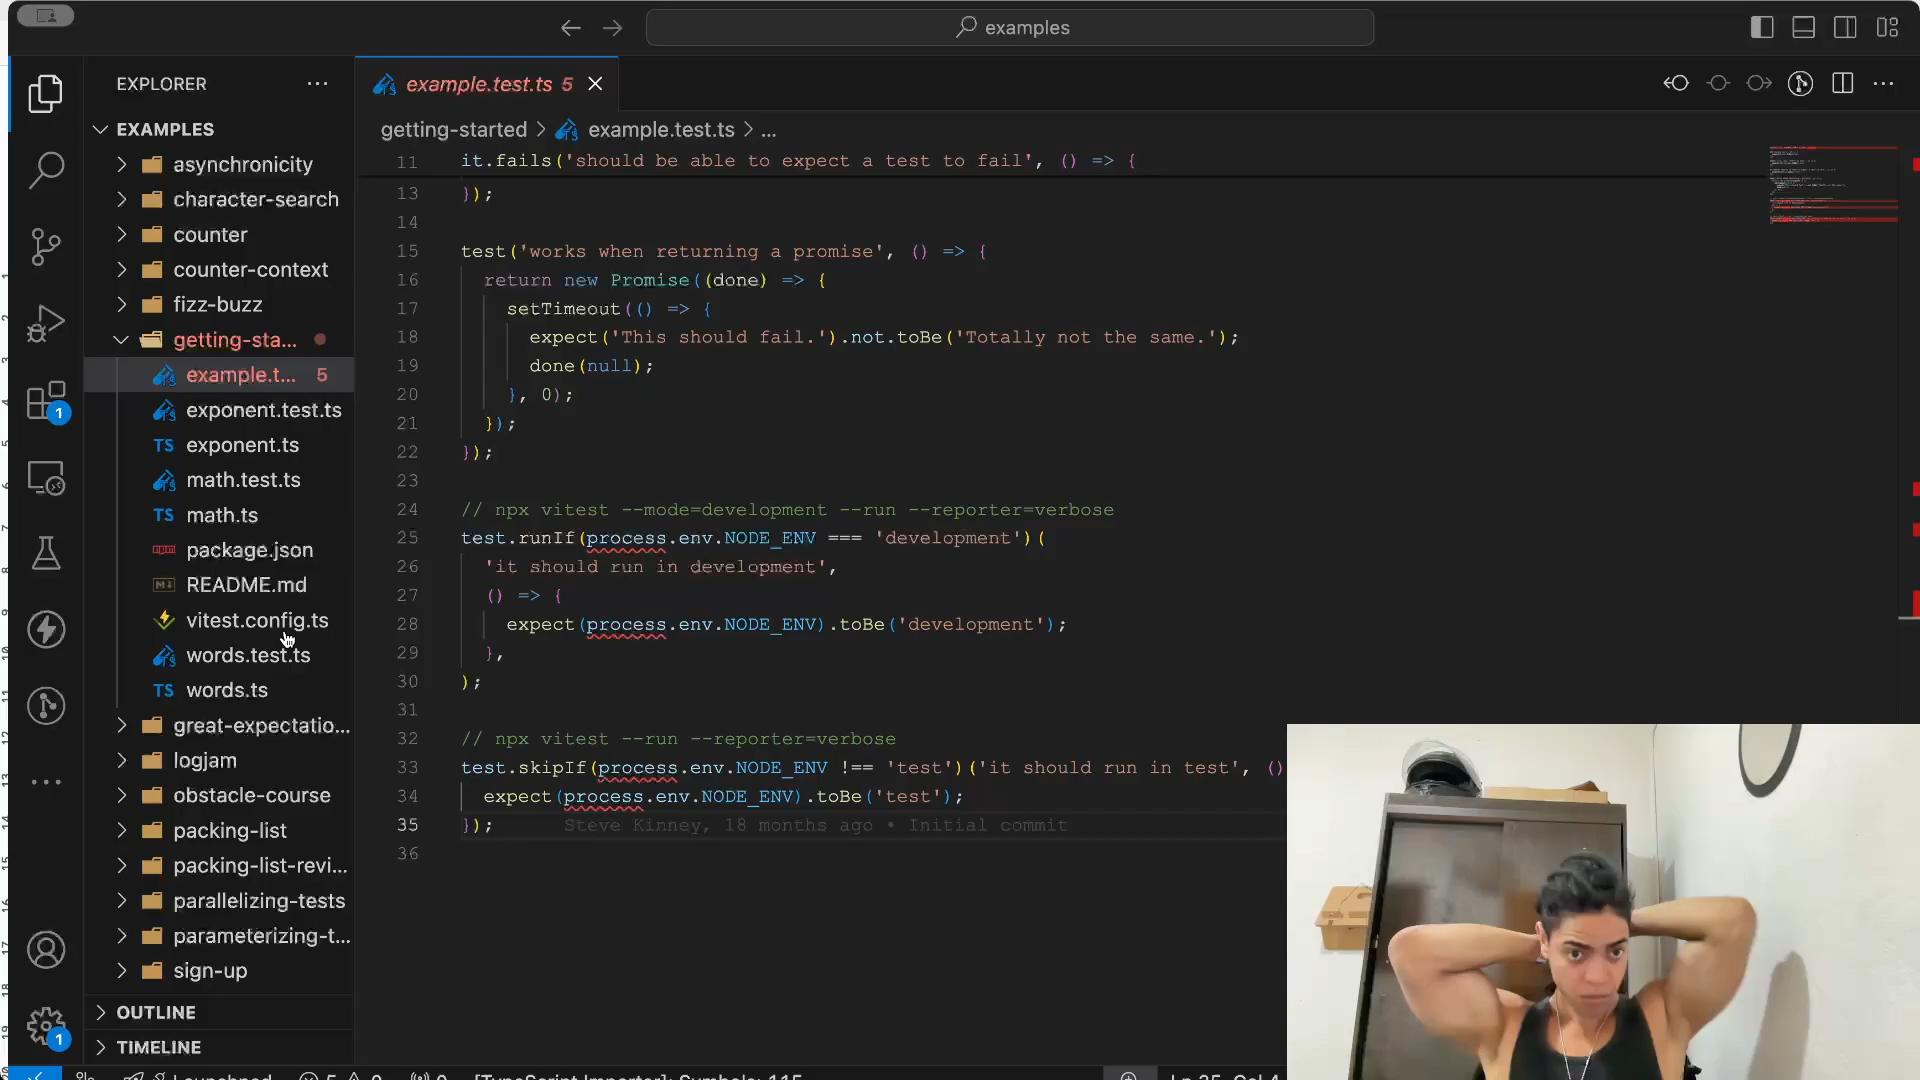 examples
EXPLORER
EXAMPLES
asynchronicity
character-search
counter
counter-context
fizz-buzz
getting-sta...
example.t... 5
exponent.test.ts
TS exponent.ts
math.test.ts
TS math.ts
package.json
README.md
vitest.config.ts
words.test.ts
TS words.ts
great-expectatio...
logjam
obstacle-course
packing-list
packing-list-revi...
parallelizing-tests
parameterizing-t...
sign-up
OUTLINE
TIMELINE
1
1
example.test.ts 5
getting-started > example.test.ts > ...
11 it.fails('should be able to expect a test to fail', () => {
13 });
14
15 test('works when returning a promise', () => {
16 return new Promise((done) => {
17 setTimeout(() => {
18 expect('This should fail.').not.toBe('Totally not the same.');
19 done(null);
20 }, 0);
21 });
22 });
23
24 // npx vitest --mode=development --run --reporter=verbose
25 test.runIf(process.env.NODE_ENV === 'development')(
26 'it should run in development',
27 () => {
28 expect(process.env.NODE_ENV).toBe('development');
29 },
30 );
31
32 // npx vitest --run --reporter=verbose
33 test.skipIf(process.env.NODE_ENV !== 'test')('it should run in test', ()
34 expect(process.env.NODE_ENV).toBe('test');
35 }); Steve Kinney, 18 months ago • Initial commit
36